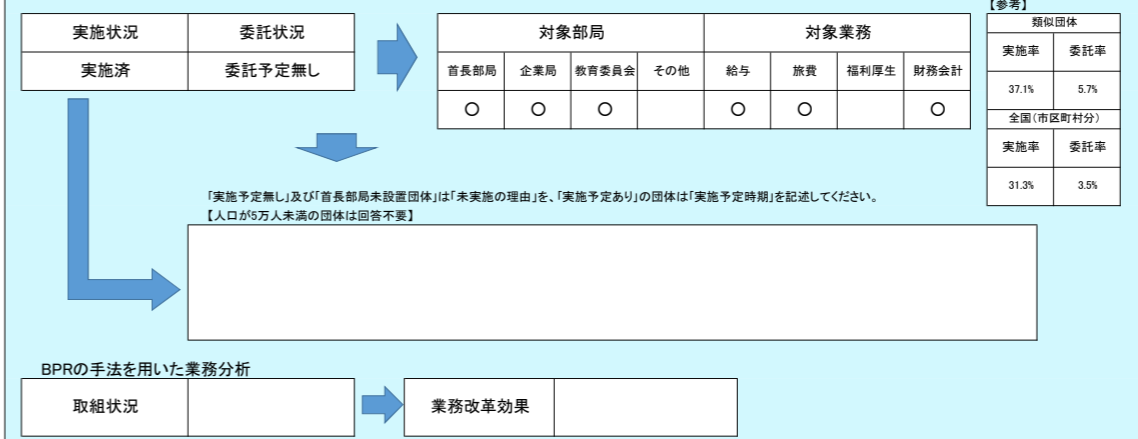 【参考】
実施状況 委託状況
実施済 委託予定無し
対象部局 対象業務
首長部局 企業局 教育委員会 その他 給与 旅費 福利厚生 財務会計
○ ○ ○ ○ ○ ○
類似団体
実施率 委託率
37.1% 5.7%
全国(市区町村分)
実施率 委託率
31.3% 3.5%
「実施予定無し」及び「首長部局未設置団体」は「未実施の理由」を、「実施予定あり」の団体は「実施予定時期」を記述してください。
【人口が5万人未満の団体は回答不要】
BPRの手法を用いた業務分析
取組状況 業務改革効果